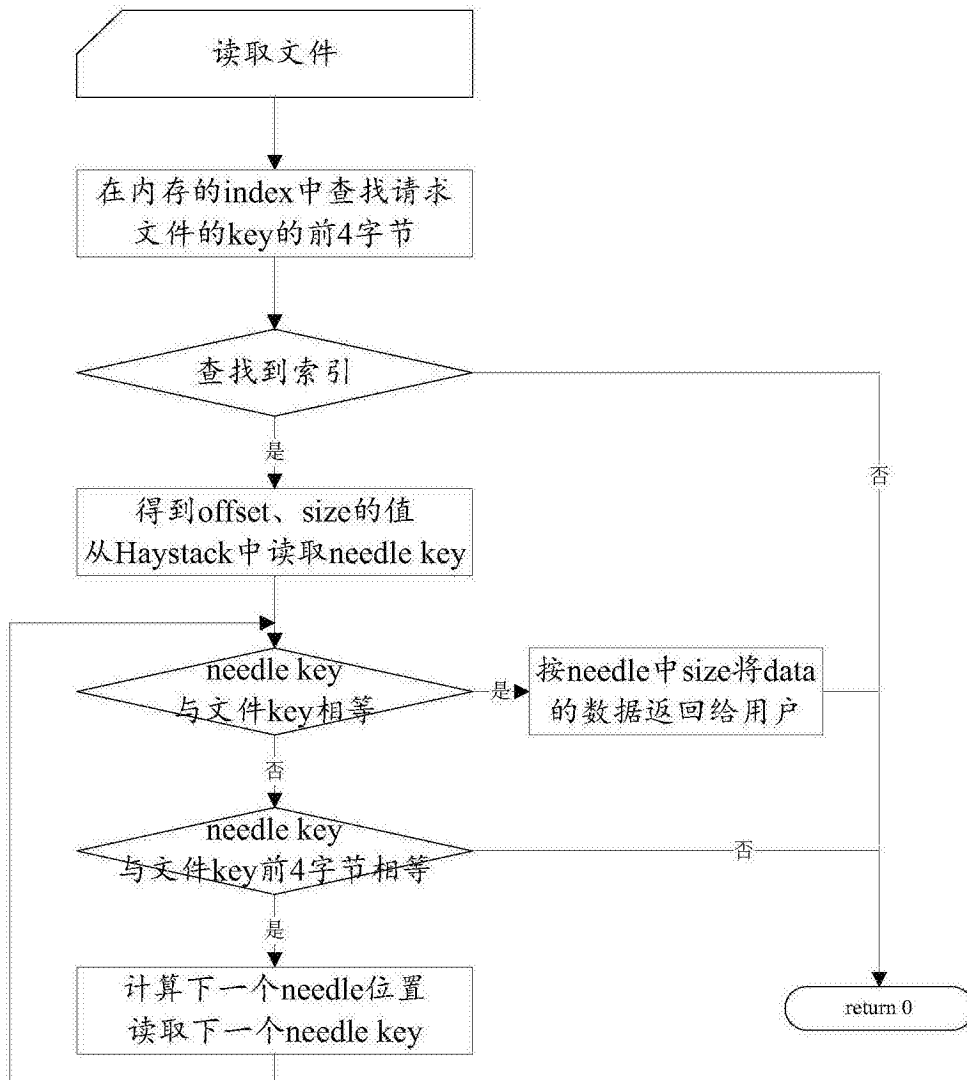 读取文件
在内存的index中查找请求
文件的key的前4字节
查找到索引
是
否
得到offset、size的值
从Haystack中读取needle key
needle key
与文件key相等
是
按needle中size将data
的数据返回给用户
否
needle key
与文件key前4字节相等
否
是
计算下一个needle位置
读取下一个needle key
return 0